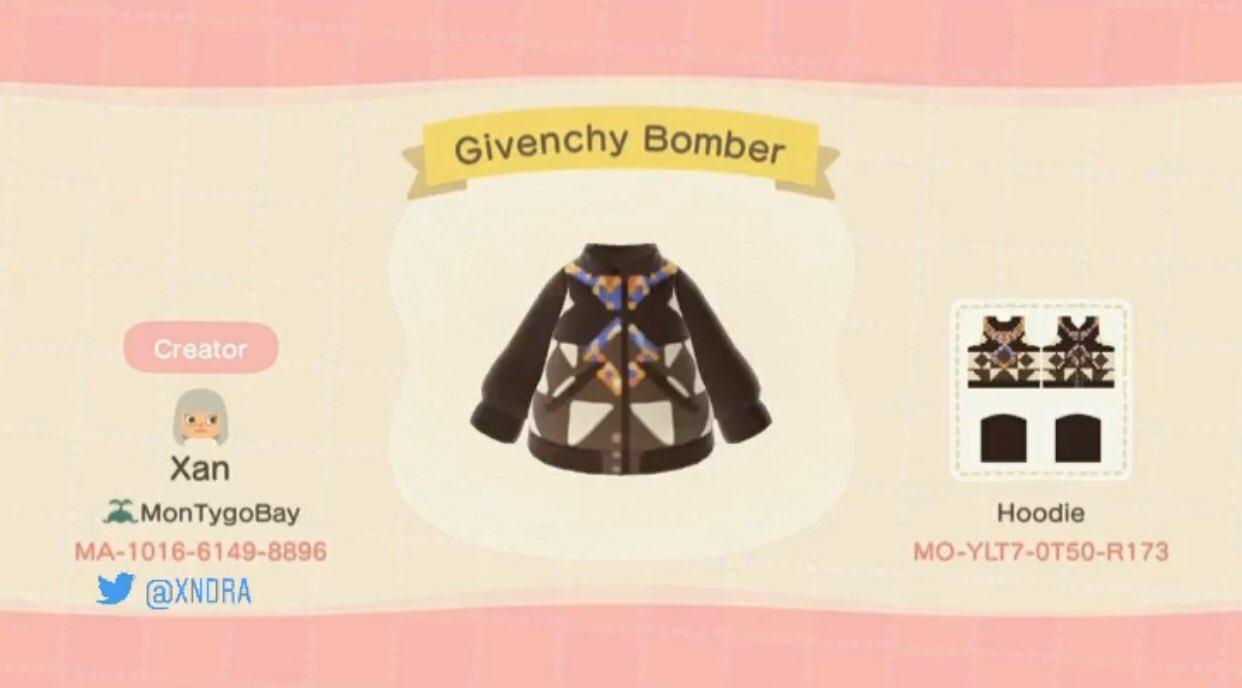 Givenchy Bomber
Creator
Xan
MonTygoBay
MA-1016-6149-8896
@XNDRA
Hoodie
MO-YLT7-0T50-R173